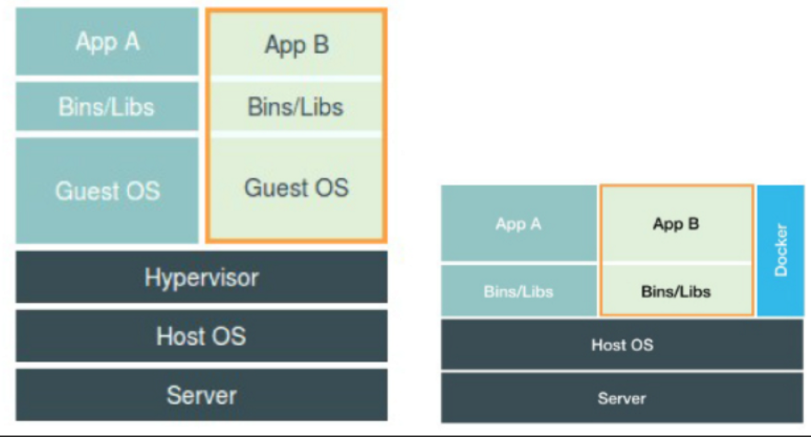 App A
App B
Bins/Libs
Bins/Libs
Guest OS
Guest OS
Hypervisor
Host OS
Server
App A
App B
Docker
Bins/Libs
Bins/Libs
Host OS
Server